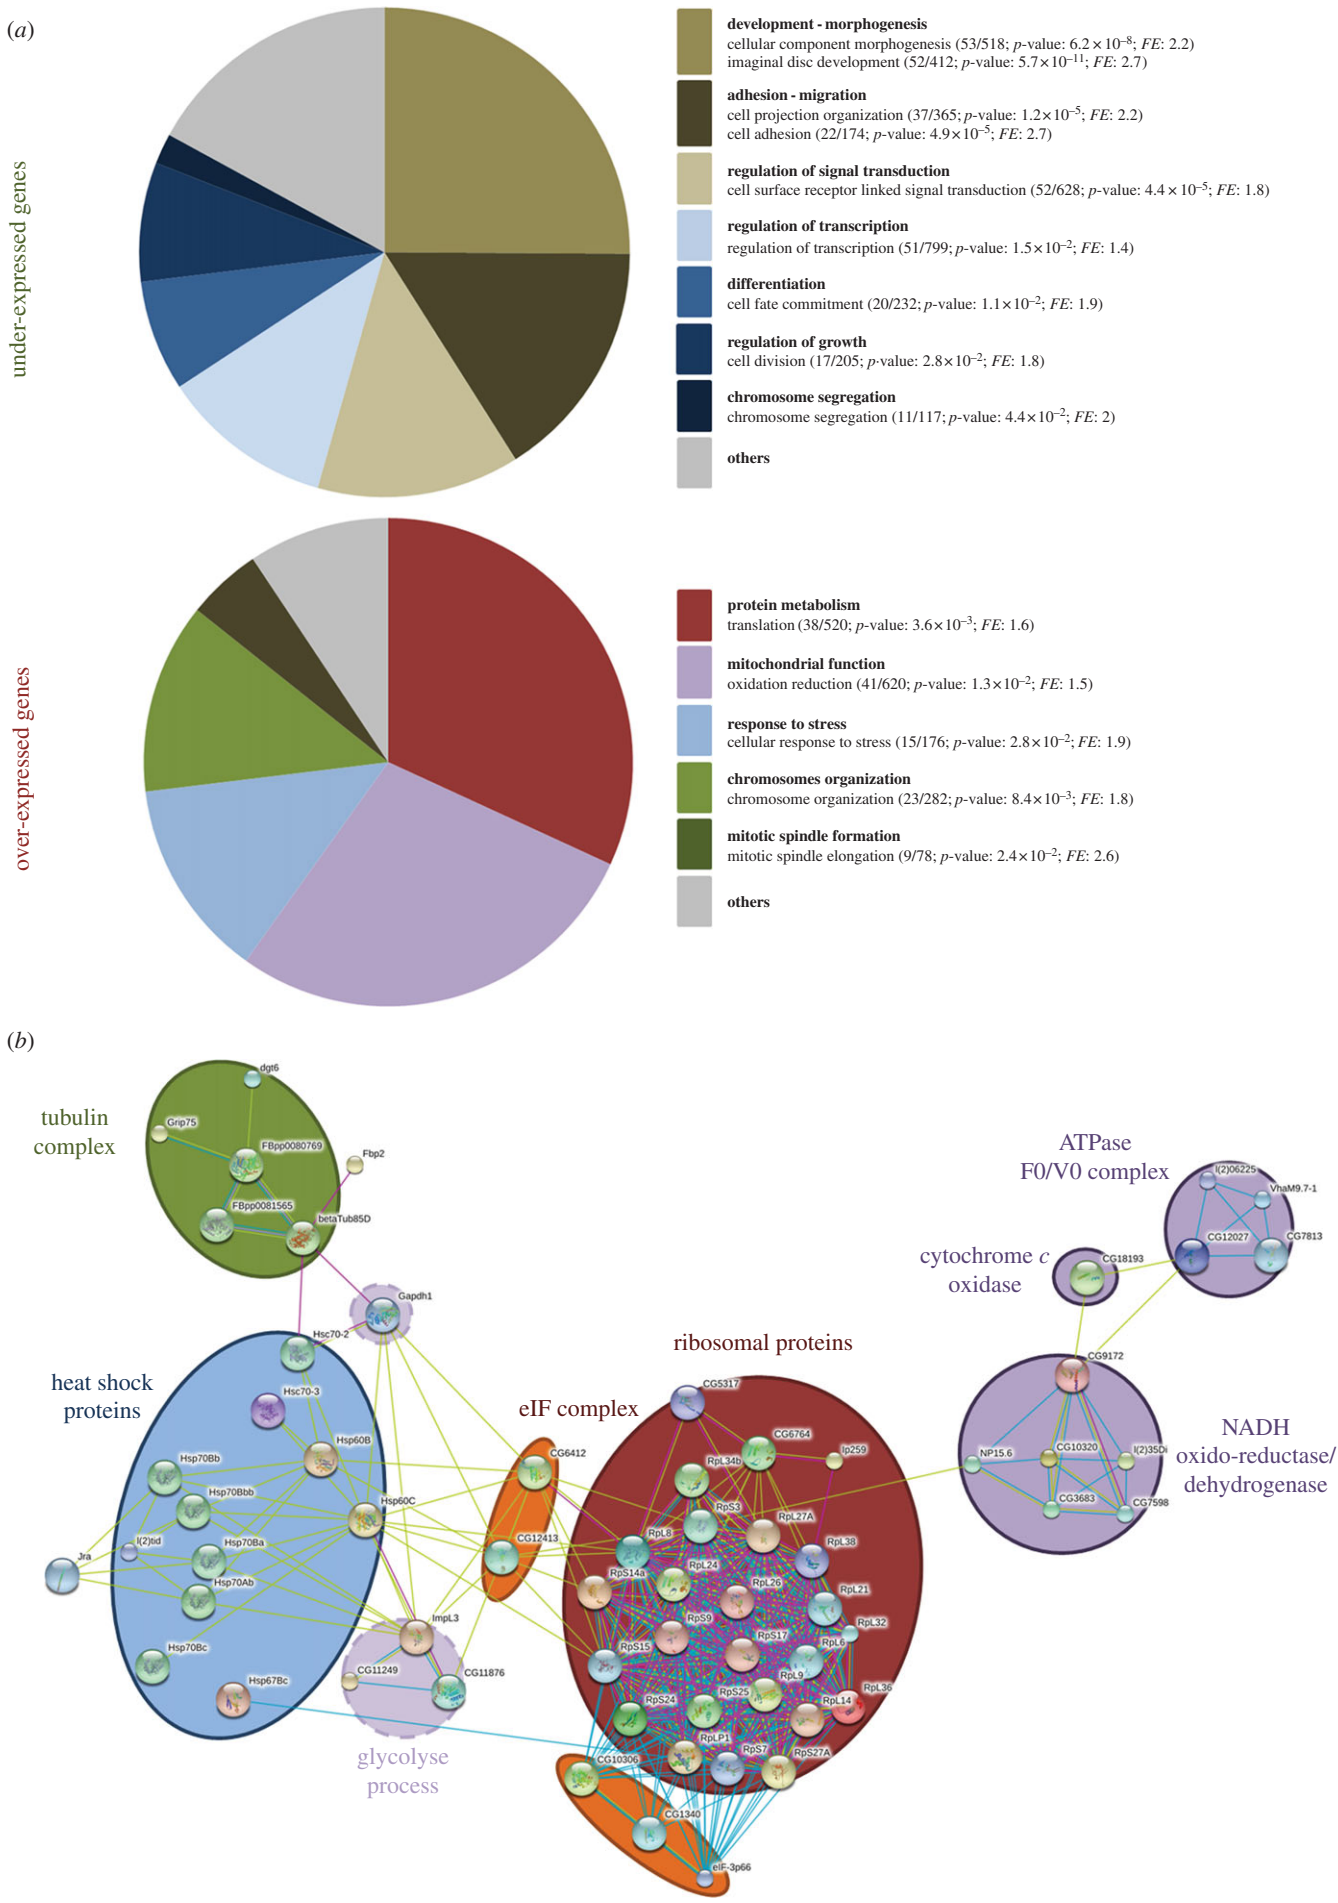 (a)
under-expressed genes
development - morphogenesis
cellular component morphogenesis (53/518; p-value: 6.2 × 10⁻⁸; FE: 2.2)
imaginal disc development (52/412; p-value: 5.7 × 10⁻¹¹; FE: 2.7)
adhesion - migration
cell projection organization (37/365; p-value: 1.2 × 10⁻⁵; FE: 2.2)
cell adhesion (22/174; p-value: 4.9 × 10⁻⁵; FE: 2.7)
regulation of signal transduction
cell surface receptor linked signal transduction (52/628; p-value: 4.4 × 10⁻⁵; FE: 1.8)
regulation of transcription
regulation of transcription (51/799; p-value: 1.5 × 10⁻²; FE: 1.4)
differentiation
cell fate commitment (20/232; p-value: 1.1 × 10⁻²; FE: 1.9)
regulation of growth
cell division (17/205; p-value: 2.8 × 10⁻²; FE: 1.8)
chromosome segregation
chromosome segregation (11/117; p-value: 4.4 × 10⁻²; FE: 2)
others
over-expressed genes
protein metabolism
translation (38/520; p-value: 3.6 × 10⁻³; FE: 1.6)
mitochondrial function
oxidation reduction (41/620; p-value: 1.3 × 10⁻²; FE: 1.5)
response to stress
cellular response to stress (15/176; p-value: 2.8 × 10⁻²; FE: 1.9)
chromosomes organization
chromosome organization (23/282; p-value: 8.4 × 10⁻³; FE: 1.8)
mitotic spindle formation
mitotic spindle elongation (9/78; p-value: 2.4 × 10⁻²; FE: 2.6)
others
(b)
tubulin
complex
dgt6
Grip75
FBpp0080769
Fbp2
FBpp0081565
betaTub85D
Gapdh1
heat shock
proteins
Hsc70-2
Hsc70-3
Hsp60B
Hsp70Bb
Hsp70Bbb
Hsp60C
l(2)tid
Hsp70Ba
Jra
Hsp70Ab
Hsp70Bc
Hsp67Bc
ImpL3
CG11249
CG11876
glycolyse
process
eIF complex
CG6412
CG12413
ribosomal proteins
CG5317
CG6764
Ip259
RpL34b
RpS3
RpL27A
RpL8
RpL38
RpS14a
RpL24
RpL26
RpL21
RpS9
RpL32
RpS15
RpS17
RpL6
RpL9
RpS24
RpS25
RpL14
RpL36
RpLP1
RpS7
RpS27A
CG10306
CG1340
eIF-3p66
ATPase
F0/V0 complex
l(2)06225
VhaM9.7-1
CG12027
CG7813
cytochrome c
oxidase
CG18193
CG9172
NADH
oxido-reductase/
dehydrogenase
NP15.6
CG10320
l(2)35Di
CG3683
CG7598